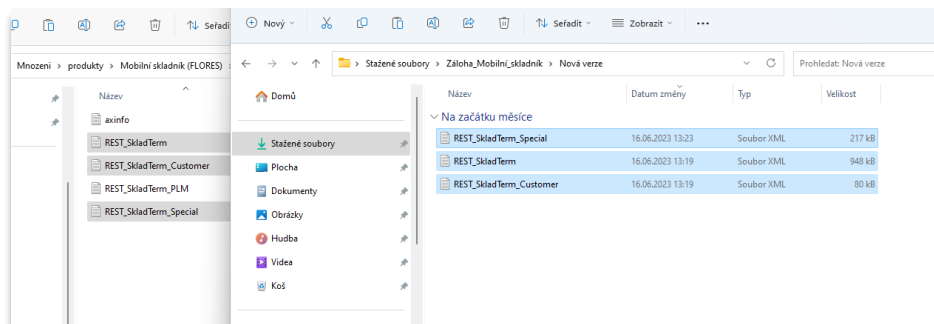 Seřadi
Mnozeni > produkty > Mobilní skladník (FLORES) >
Název
axinfo
REST_SkladTerm
REST_SkladTerm_Customer
REST_SkladTerm_PLM
REST_SkladTerm_Special
Nový
Seřadit
Zobrazit
Stažené soubory > Záloha_Mobilní_skladník > Nová verze
Prohledat: Nová verze
Domů
Stažené soubory
Plocha
Dokumenty
Obrázky
Hudba
Videa
Koš
Název Datum změny Typ Velikost
Na začátku měsíce
REST_SkladTerm_Special 16.06.2023 13:23 Soubor XML 217 kB
REST_SkladTerm 16.06.2023 13:19 Soubor XML 948 kB
REST_SkladTerm_Customer 16.06.2023 13:19 Soubor XML 80 kB